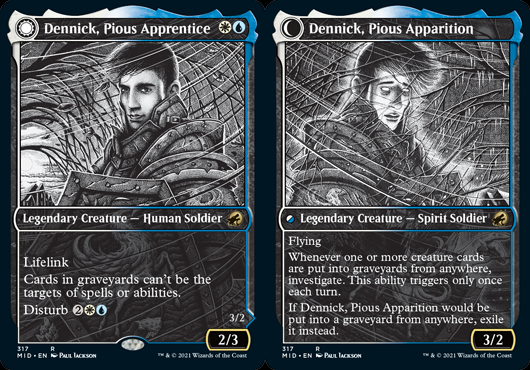 Dennick, Pious Apprentice
Legendary Creature — Human Soldier
Lifelink
Cards in graveyards can't be the
targets of spells or abilities.
Disturb 2
3/2
2/3
317 R
MID • EN Paul Jackson
™ & © 2021 Wizards of the Coast
Dennick, Pious Apparition
Legendary Creature — Spirit Soldier
Flying
Whenever one or more creature cards
are put into graveyards from anywhere,
investigate. This ability triggers only once
each turn.
If Dennick, Pious Apparition would be
put into a graveyard from anywhere, exile
it instead.
3/2
317 R
MID • EN Paul Jackson
™ & © 2021 Wizards of the Coast